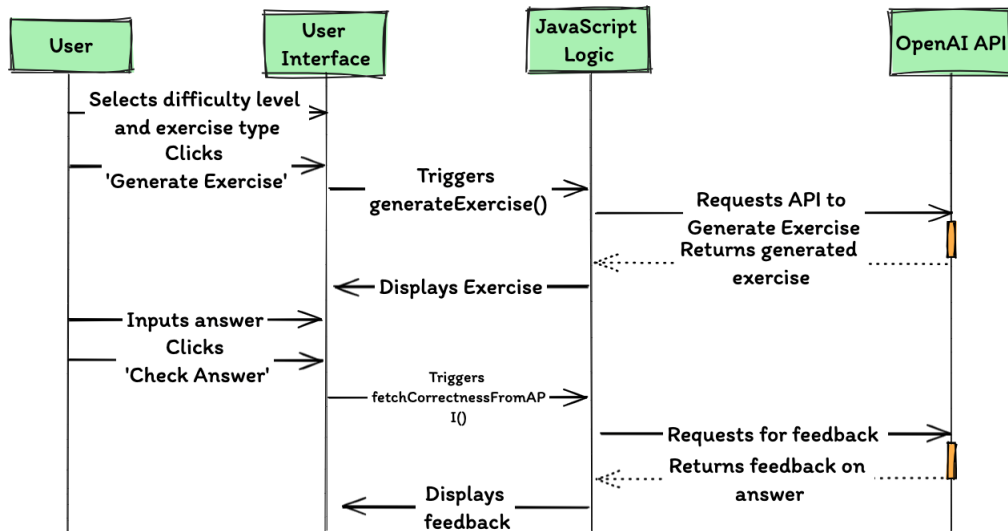 User
User
Interface
JavaScript
Logic
OpenAI API
Selects difficulty level
and exercise type
Clicks
'Generate Exercise'
Triggers
generateExercise()
Requests API to
Generate Exercise
Returns generated
exercise
Displays Exercise
Inputs answer
Clicks
'Check Answer'
Triggers
fetchCorrectnessFromAP
I()
Requests for feedback
Returns feedback on
answer
Displays
feedback